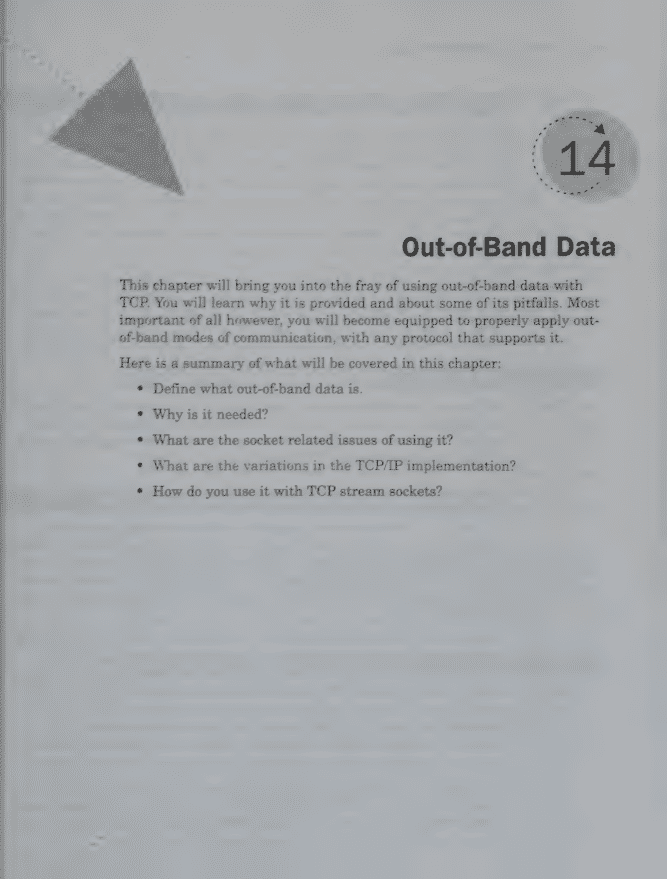 14
Out-of-Band Data
This chapter will bring you into the fray of using out-of-band data with
TCP. You will learn why it is provided and about some of its pitfalls. Most
important of all however, you will become equipped to properly apply out-
of-band modes of communication, with any protocol that supports it.
Here is a summary of what will be covered in this chapter:
• Define what out-of-band data is.
• Why is it needed?
• What are the socket related issues of using it?
• What are the variations in the TCP/IP implementation?
• How do you use it with TCP stream sockets?